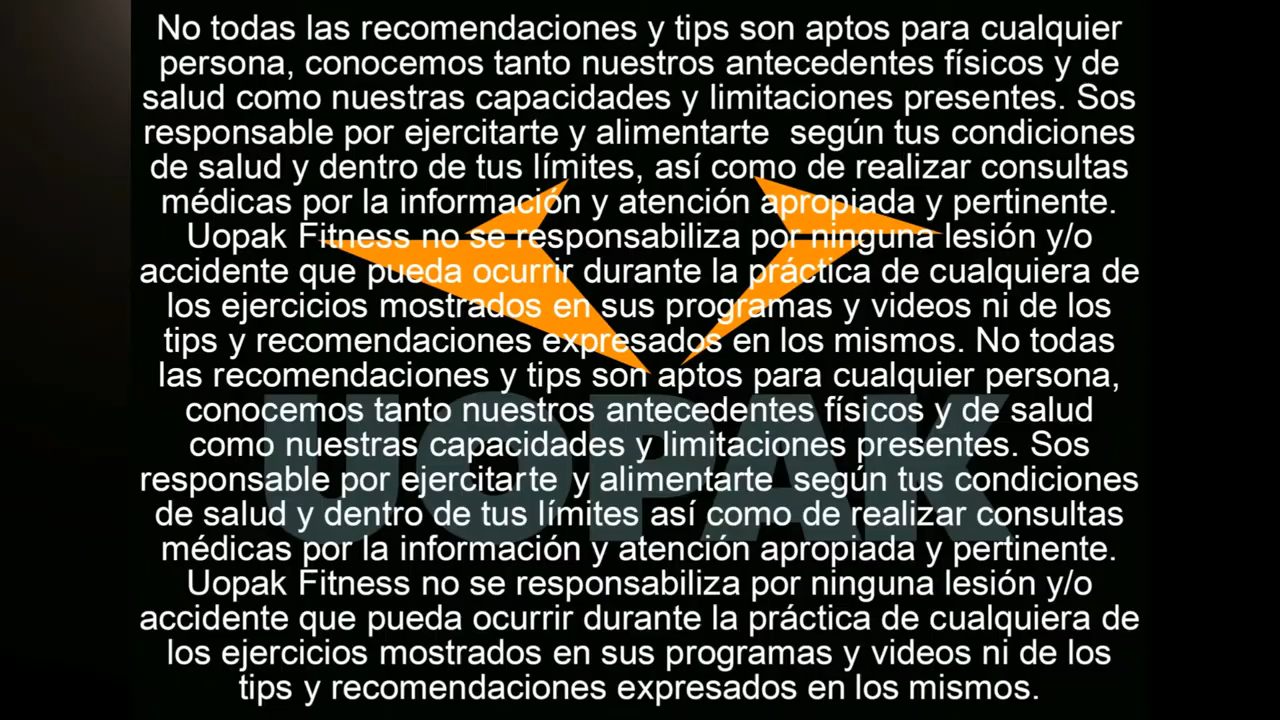 No todas las recomendaciones y tips son aptos para cualquier
persona, conocemos tanto nuestros antecedentes físicos y de
salud como nuestras capacidades y limitaciones presentes. Sos
responsable por ejercitarte y alimentarte  según tus condiciones
de salud y dentro de tus límites, así como de realizar consultas
médicas por la información y atención apropiada y pertinente.
Uopak Fitness no se responsabiliza por ninguna lesión y/o
accidente que pueda ocurrir durante la práctica de cualquiera de
los ejercicios mostrados en sus programas y videos ni de los
tips y recomendaciones expresados en los mismos. No todas
las recomendaciones y tips son aptos para cualquier persona,
conocemos tanto nuestros antecedentes físicos y de salud
como nuestras capacidades y limitaciones presentes. Sos
responsable por ejercitarte y alimentarte  según tus condiciones
de salud y dentro de tus límites así como de realizar consultas
médicas por la información y atención apropiada y pertinente.
Uopak Fitness no se responsabiliza por ninguna lesión y/o
accidente que pueda ocurrir durante la práctica de cualquiera de
los ejercicios mostrados en sus programas y videos ni de los
tips y recomendaciones expresados en los mismos.
UOPAK